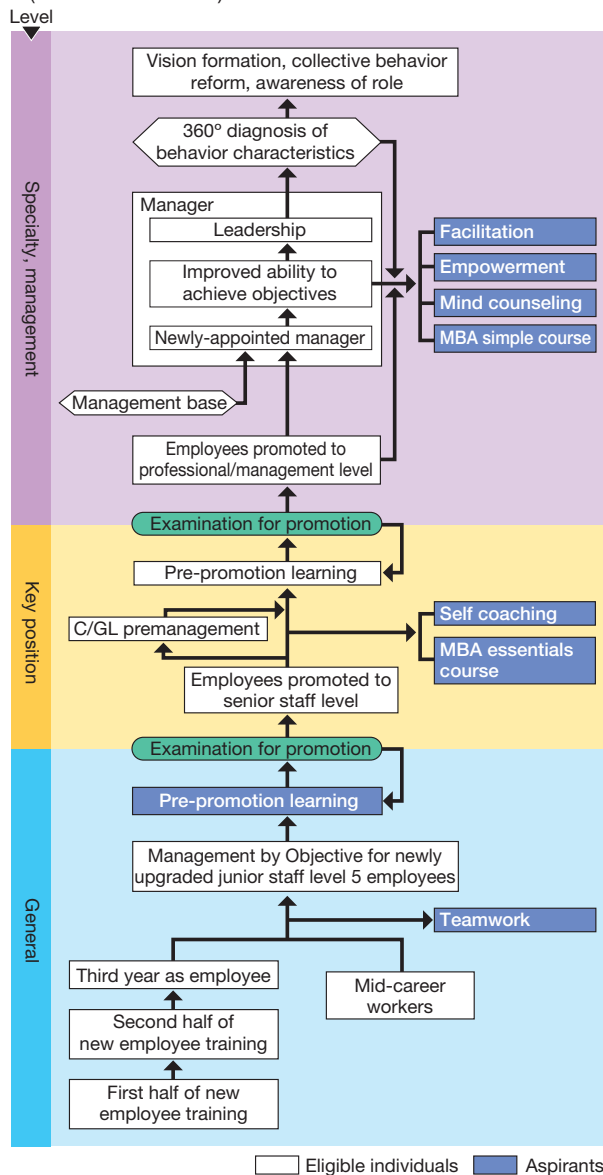 Level
Vision formation, collective behavior
reform, awareness of role
360º diagnosis of
behavior characteristics
Manager
Leadership
Improved ability to
achieve objectives
Newly-appointed manager
Facilitation
Empowerment
Mind counseling
MBA simple course
Management base
Employees promoted to
professional/management level
Specialty, management
Examination for promotion
Pre-promotion learning
C/GL premanagement
Self coaching
MBA essentials
course
Employees promoted to
senior staff level
Key position
Examination for promotion
Pre-promotion learning
Management by Objective for newly
upgraded junior staff level 5 employees
Teamwork
Third year as employee
Mid-career
workers
Second half of
new employee training
First half of new
employee training
General
Eligible individuals
Aspirants